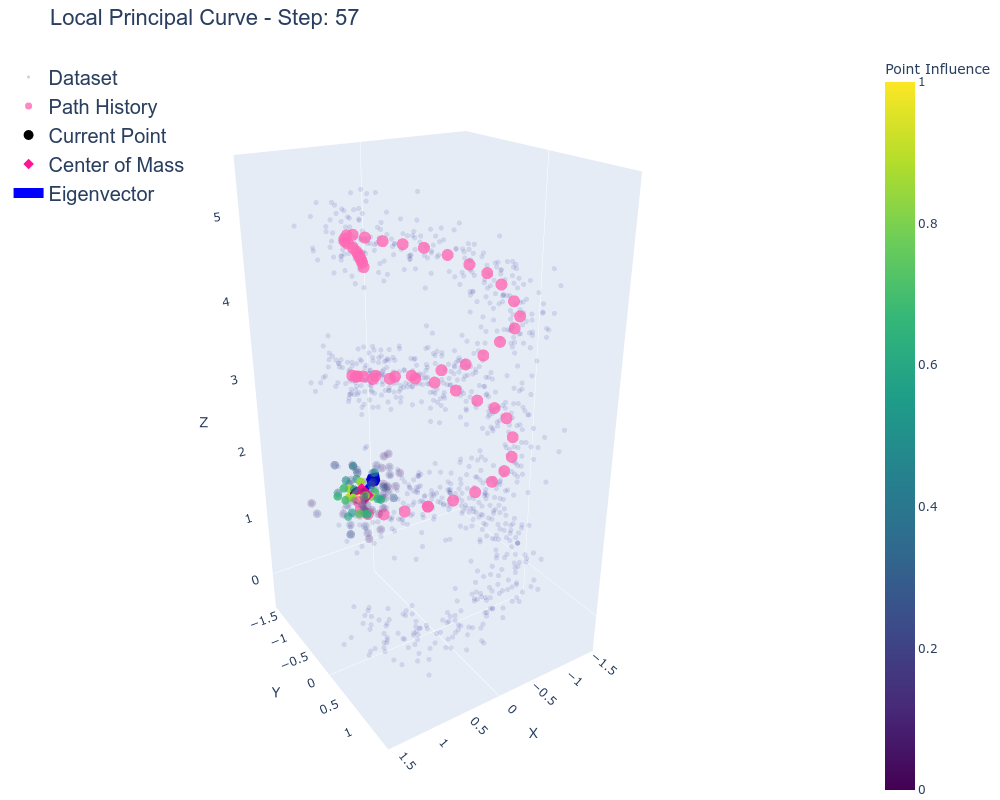 Local Principal Curve - Step: 57
Dataset
Path History
Current Point
Center of Mass
Eigenvector
Point Influence
1
0.8
0.6
0.4
0.2
0
5
4
3
Z
2
1
0
−1.5
−1
−0.5
Y
0
0.5
1
1.5
1
0.5
0
X
−0.5
−1
−1.5